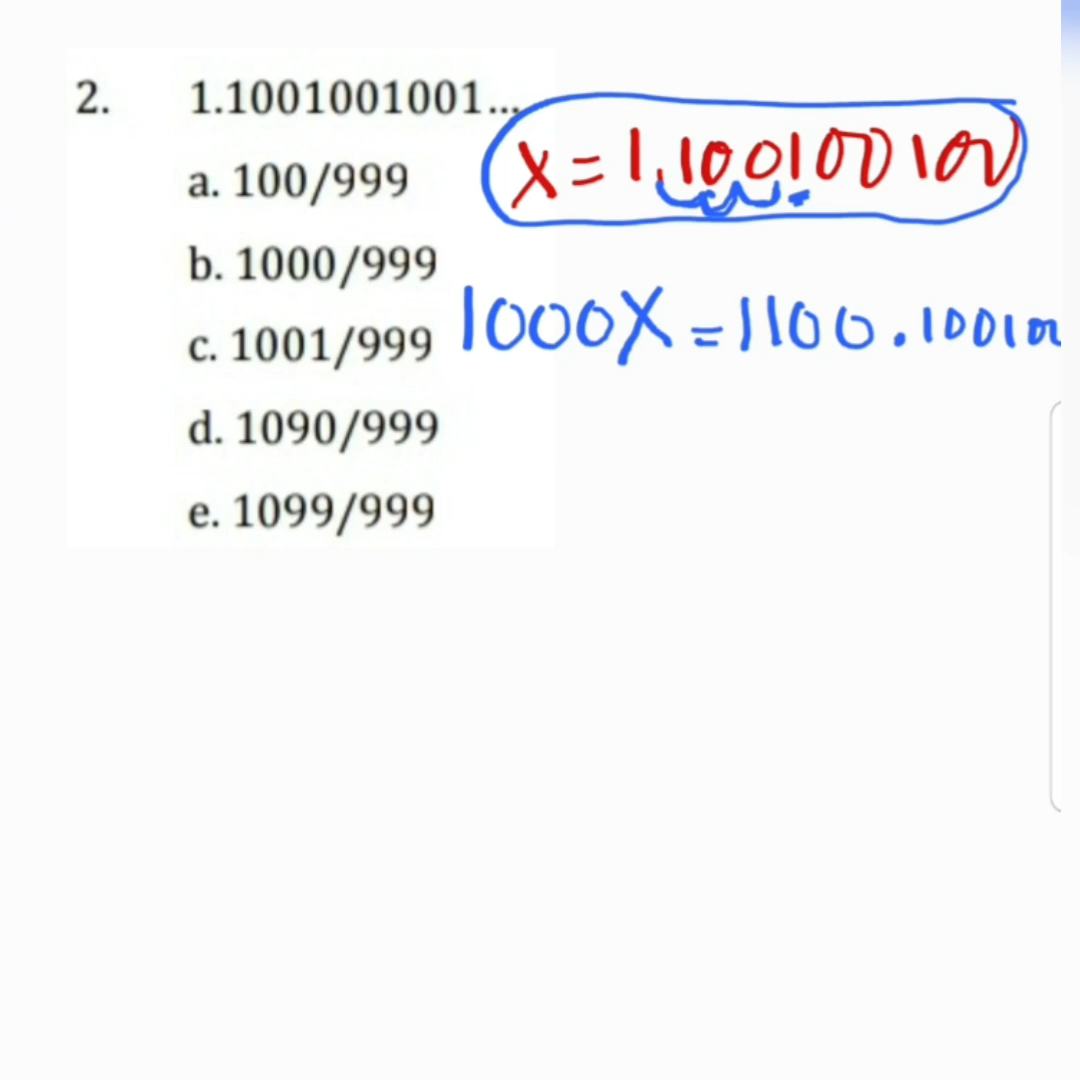 2. 1.1001001001...
x = 1.100100100
a. 100/999
b. 1000/999
1000X = 1100.100100
c. 1001/999
d. 1090/999
e. 1099/999